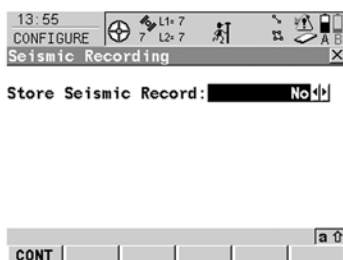 13:55
CONFIGURE
7
L1= 7
L2= 7
A B
Seismic Recording
X
Store Seismic Record: No
a
CONT